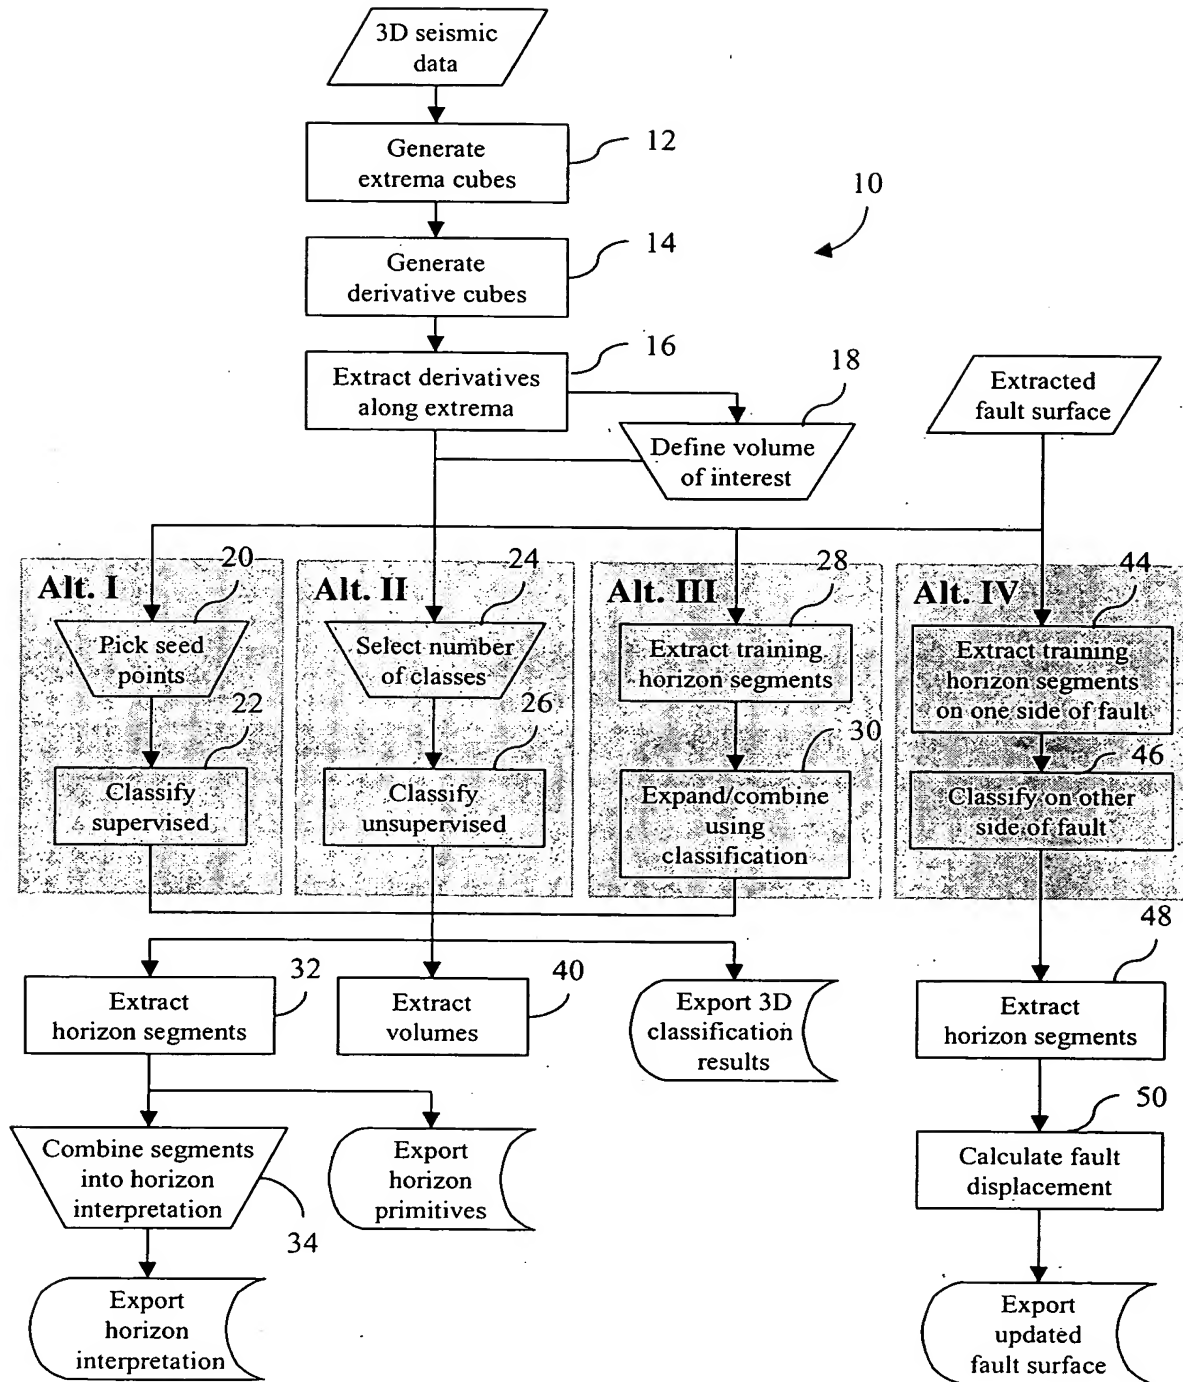 3D seismic
data
Generate
extrema cubes
12
10
Generate
derivative cubes
14
Extract derivatives
along extrema
16
18
Define volume
of interest
Extracted
fault surface
Alt. I
20
Pick seed
points
22
Classify
supervised
Alt. II
24
Select number
of classes
26
Classify
unsupervised
Alt. III
28
Extract training
horizon segments
30
Expand/combine
using
classification
Alt. IV
44
Extract training
horizon segments
on one side of fault
46
Classify on other
side of fault
Extract
horizon segments
32
Extract
volumes
40
Export 3D
classification
results
48
Extract
horizon segments
Combine segments
into horizon
interpretation
34
Export
horizon
primitives
50
Calculate fault
displacement
Export
horizon
interpretation
Export
updated
fault surface